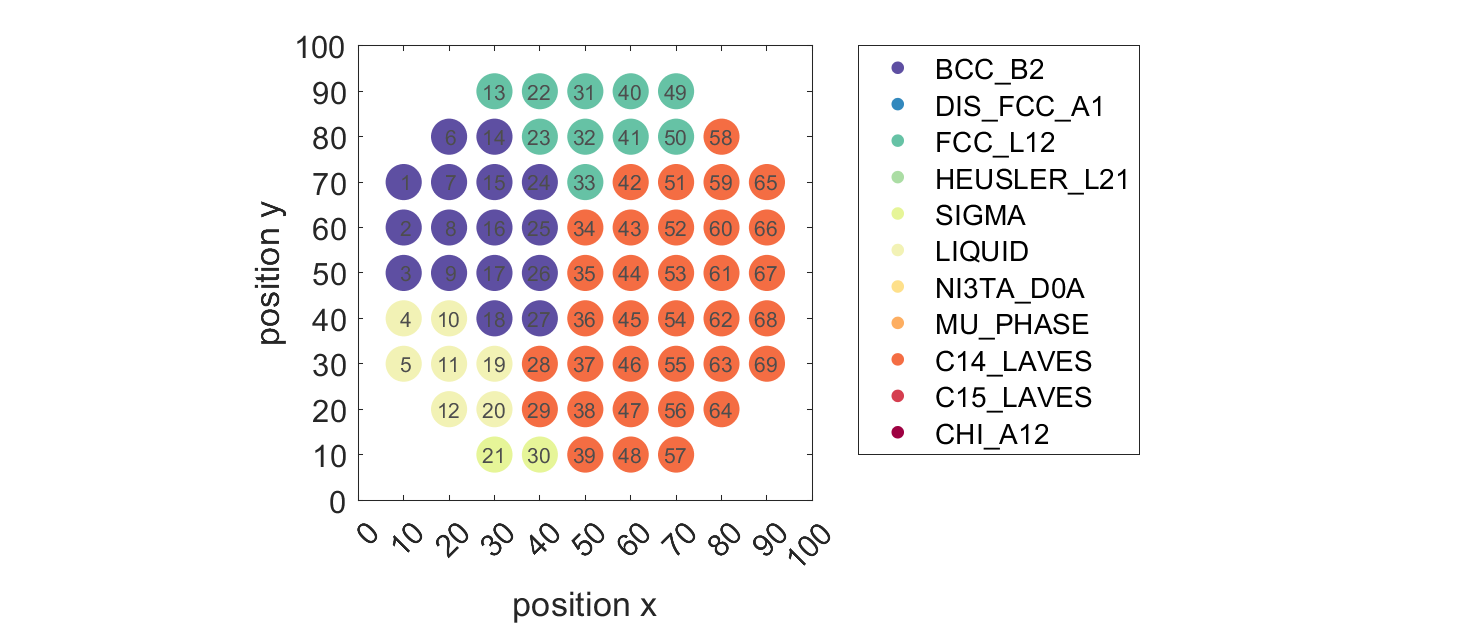 100
90
80
70
60
50
40
30
20
10
0
position y
13 22 31 40 49
6 14 23 32 41 50 58
1 7 15 24 33 42 51 59 65
2 8 16 25 34 43 52 60 66
3 9 17 26 35 44 53 61 67
4 10 18 27 36 45 54 62 68
5 11 19 28 37 46 55 63 69
12 20 29 38 47 56 64
21 30 39 48 57
0 10 20 30 40 50 60 70 80 90 100
position x
BCC_B2
DIS_FCC_A1
FCC_L12
HEUSLER_L21
SIGMA
LIQUID
NI3TA_D0A
MU_PHASE
C14_LAVES
C15_LAVES
CHI_A12